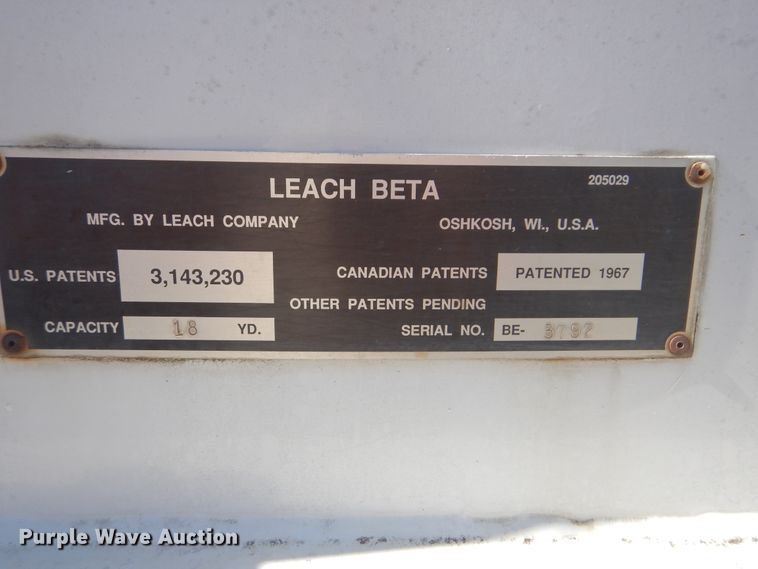 LEACH BETA 205029
MFG. BY LEACH COMPANY OSHKOSH, WI., U.S.A.
U.S. PATENTS 3,143,230 CANADIAN PATENTS PATENTED 1967
OTHER PATENTS PENDING
CAPACITY 18 YD. SERIAL NO. BE- 3792
Purple Wave Auction®